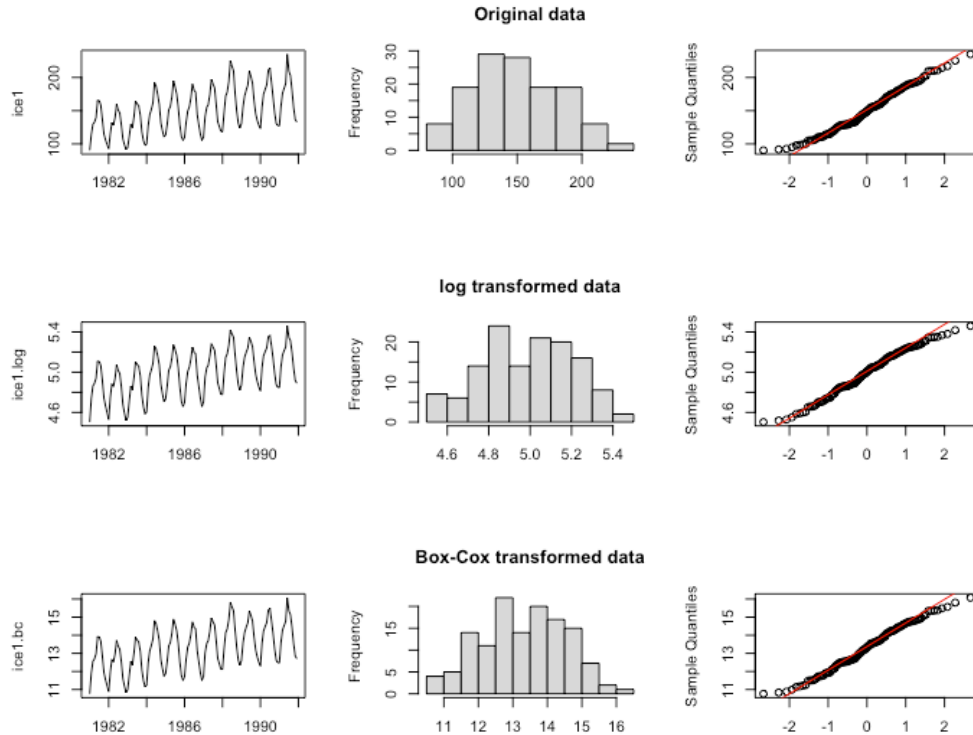 Original data
ice1
100 200
1982 1986 1990
Frequency
0 10 20 30
100 150 200
Sample Quantiles
100 200
-2 -1 0 1 2
log transformed data
ice1.log
4.6 5.0 5.4
1982 1986 1990
Frequency
0 10 20
4.6 4.8 5.0 5.2 5.4
Sample Quantiles
4.6 5.0 5.4
-2 -1 0 1 2
Box-Cox transformed data
ice1.bc
11 13 15
1982 1986 1990
Frequency
0 5 15
11 12 13 14 15 16
Sample Quantiles
11 13 15
-2 -1 0 1 2